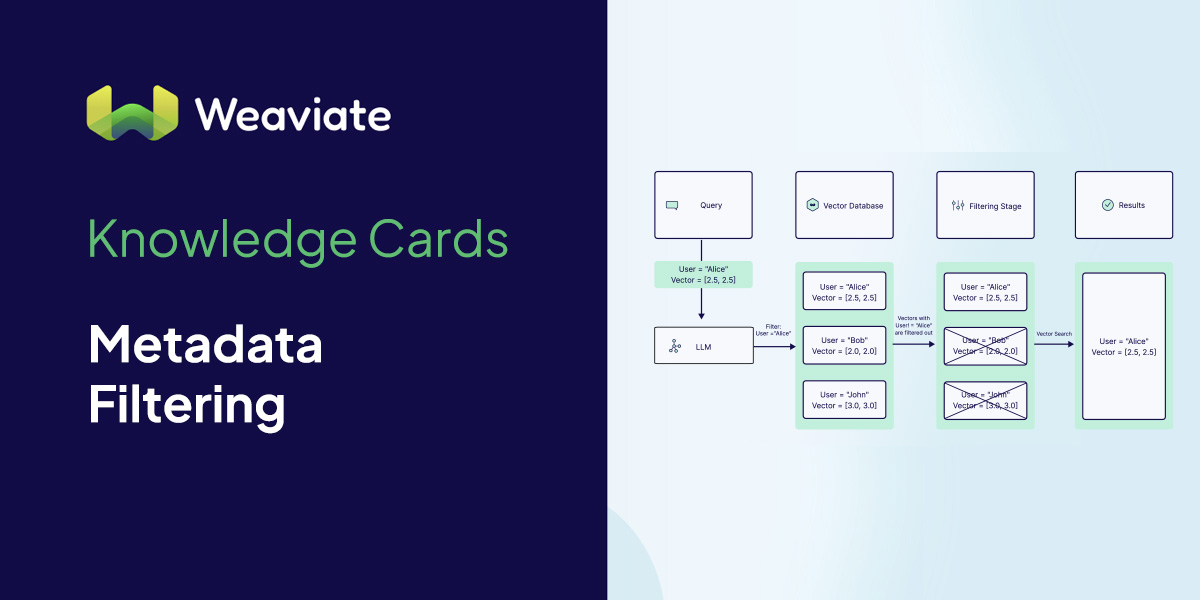 Weaviate
Knowledge Cards
Metadata
Filtering
Query
Vector Database
Filtering Stage
Results
User = "Alice"
Vector = [2.5, 2.5]
LLM
Filter:
User ="Alice"
User = "Alice"
Vector = [2.5, 2.5]
User = "Bob"
Vector = [2.0, 2.0]
User = "John"
Vector = [3.0, 3.0]
Vectors with
User! = "Alice"
are filtered out
User = "Alice"
Vector = [2.5, 2.5]
User = "Bob"
Vector = [2.0, 2.0]
User = "John"
Vector = [3.0, 3.0]
Vector Search
User = "Alice"
Vector = [2.5, 2.5]